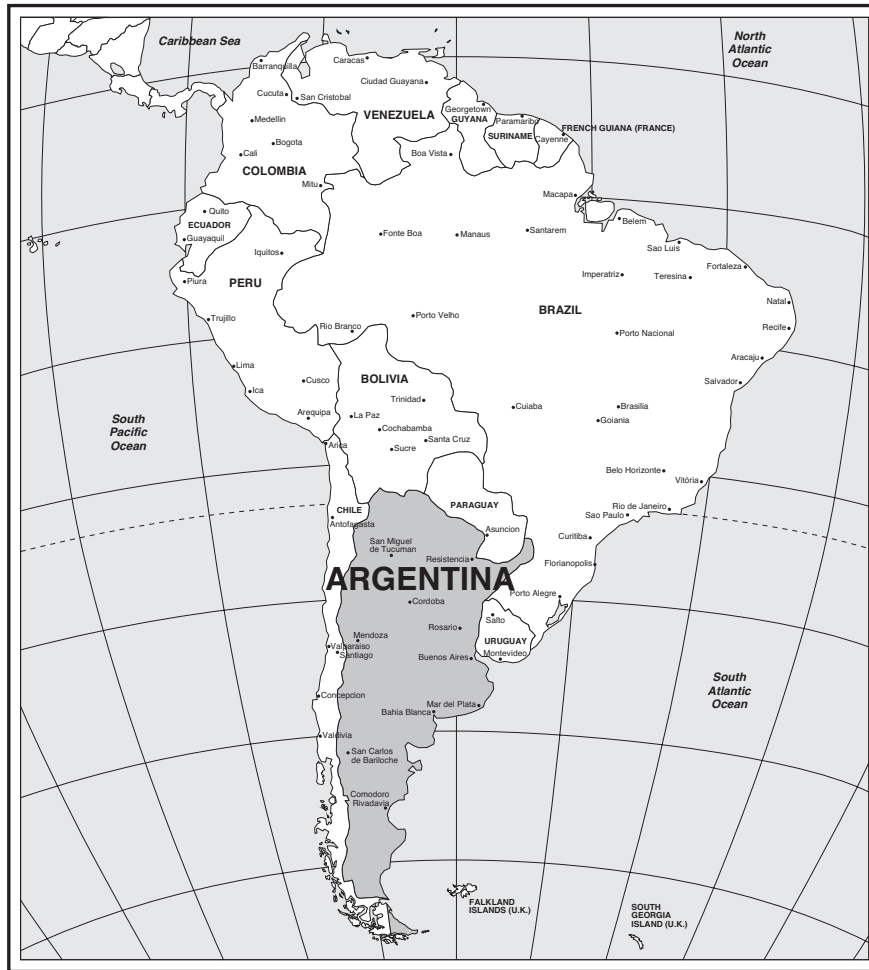 Caribbean Sea
North
Atlantic
Ocean
Barranquilla
Caracas
Ciudad Guayana
Cucuta
San Cristobal
VENEZUELA
Georgetown
GUYANA
Paramaribo
SURINAME
FRENCH GUIANA (FRANCE)
Cayenne
Medellin
Bogota
Cali
Boa Vista
COLOMBIA
Mitu
Macapa
Quito
ECUADOR
Guayaquil
Belem
Fonte Boa
Manaus
Santarem
Sao Luis
Iquitos
Fortaleza
Piura
PERU
Imperatriz
Teresina
Natal
BRAZIL
Trujillo
Porto Velho
Rio Branco
Porto Nacional
Recife
Aracaju
Lima
Cusco
BOLIVIA
Salvador
Ica
Trinidad
Arequipa
La Paz
Cuiaba
Brasilia
Goiania
South
Pacific
Ocean
Cochabamba
Arica
Santa Cruz
Sucre
Belo Horizonte
Vitória
CHILE
Antofagasta
PARAGUAY
Rio de Janeiro
Sao Paulo
Asuncion
Curitiba
San Miguel
de Tucuman
Resistencia
Florianopolis
ARGENTINA
Porto Alegre
Cordoba
Salto
Rosario
Mendoza
URUGUAY
Valparaiso
Santiago
Buenos Aires
Montevideo
South
Atlantic
Ocean
Concepcion
Mar del Plata
Bahia Blanca
Valdivia
San Carlos
de Bariloche
Comodoro
Rivadavia
FALKLAND
ISLANDS (U.K.)
SOUTH
GEORGIA
ISLAND (U.K.)